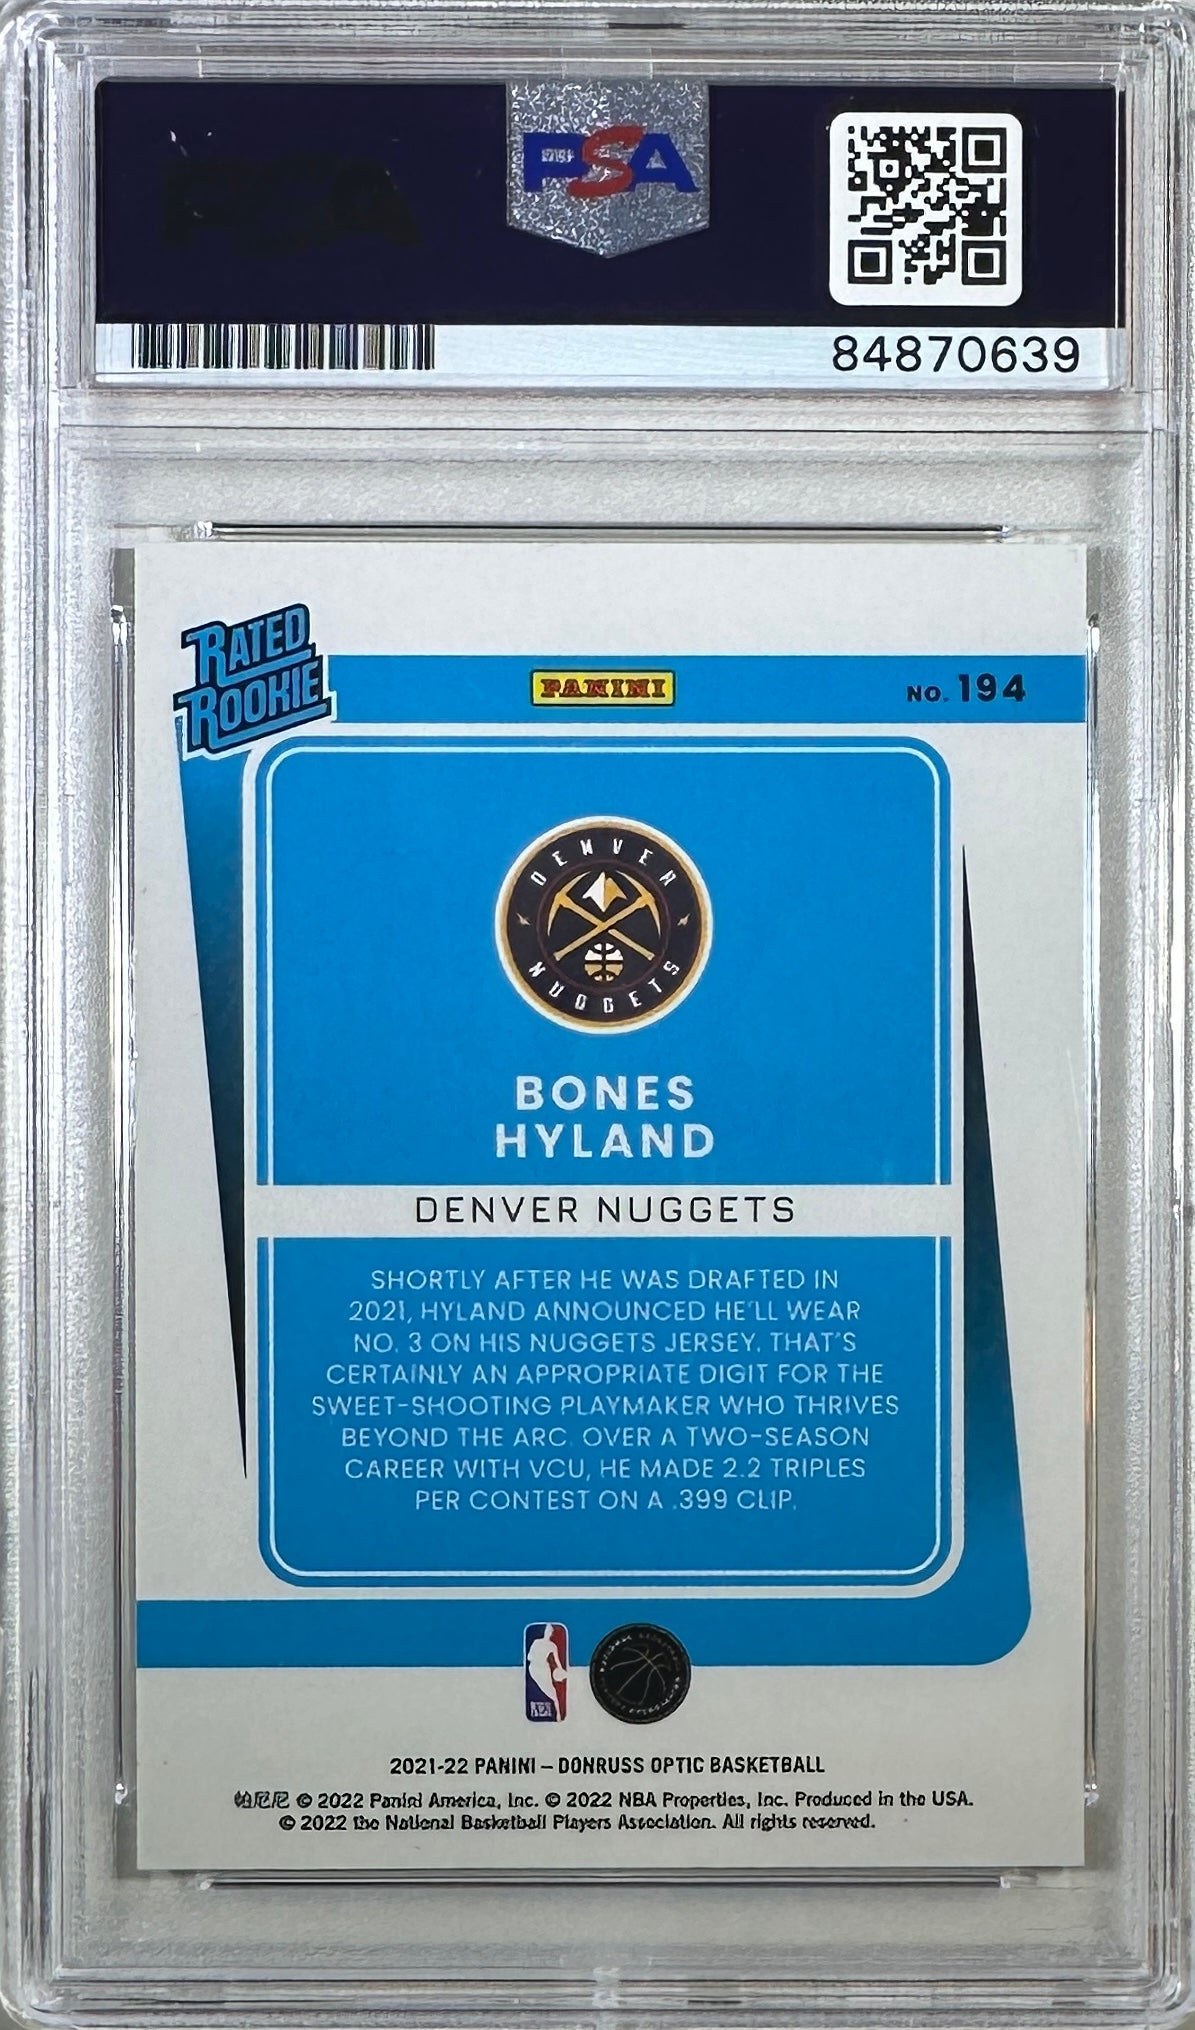 PSA
84870639
RATED
ROOKIE
PANINI
NO. 194
DENVER
NUGGETS
BONES
HYLAND
DENVER NUGGETS
SHORTLY AFTER HE WAS DRAFTED IN
2021, HYLAND ANNOUNCED HE'LL WEAR
NO. 3 ON HIS NUGGETS JERSEY. THAT'S
CERTAINLY AN APPROPRIATE DIGIT FOR THE
SWEET-SHOOTING PLAYMAKER WHO THRIVES
BEYOND THE ARC. OVER A TWO-SEASON
CAREER WITH VCU, HE MADE 2.2 TRIPLES
PER CONTEST ON A .399 CLIP.
2021-22 PANINI – DONRUSS OPTIC BASKETBALL
帕尼尼 © 2022 Panini America, Inc. © 2022 NBA Properties, Inc. Produced in the USA.
© 2022 the National Basketball Players Association. All rights reserved.